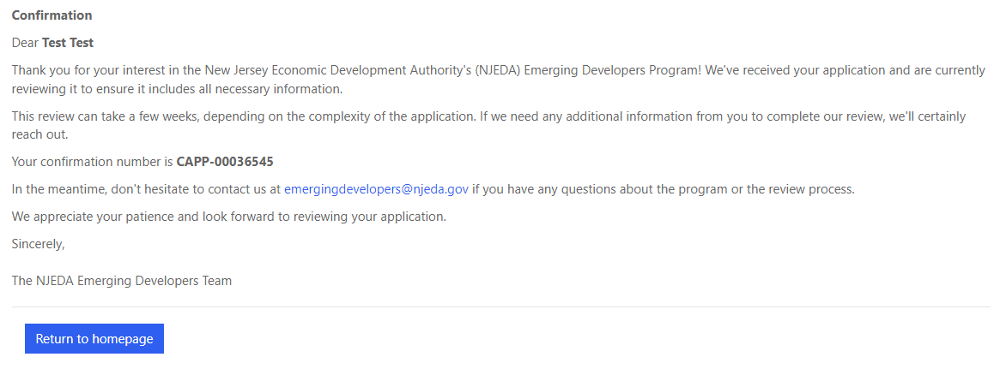 Confirmation
Dear Test Test
Thank you for your interest in the New Jersey Economic Development Authority's (NJEDA) Emerging Developers Program! We've received your application and are currently
reviewing it to ensure it includes all necessary information.
This review can take a few weeks, depending on the complexity of the application. If we need any additional information from you to complete our review, we'll certainly
reach out.
Your confirmation number is CAPP-00036545
In the meantime, don't hesitate to contact us at emergingdevelopers@njeda.gov if you have any questions about the program or the review process.
We appreciate your patience and look forward to reviewing your application.
Sincerely,
The NJEDA Emerging Developers Team
Return to homepage